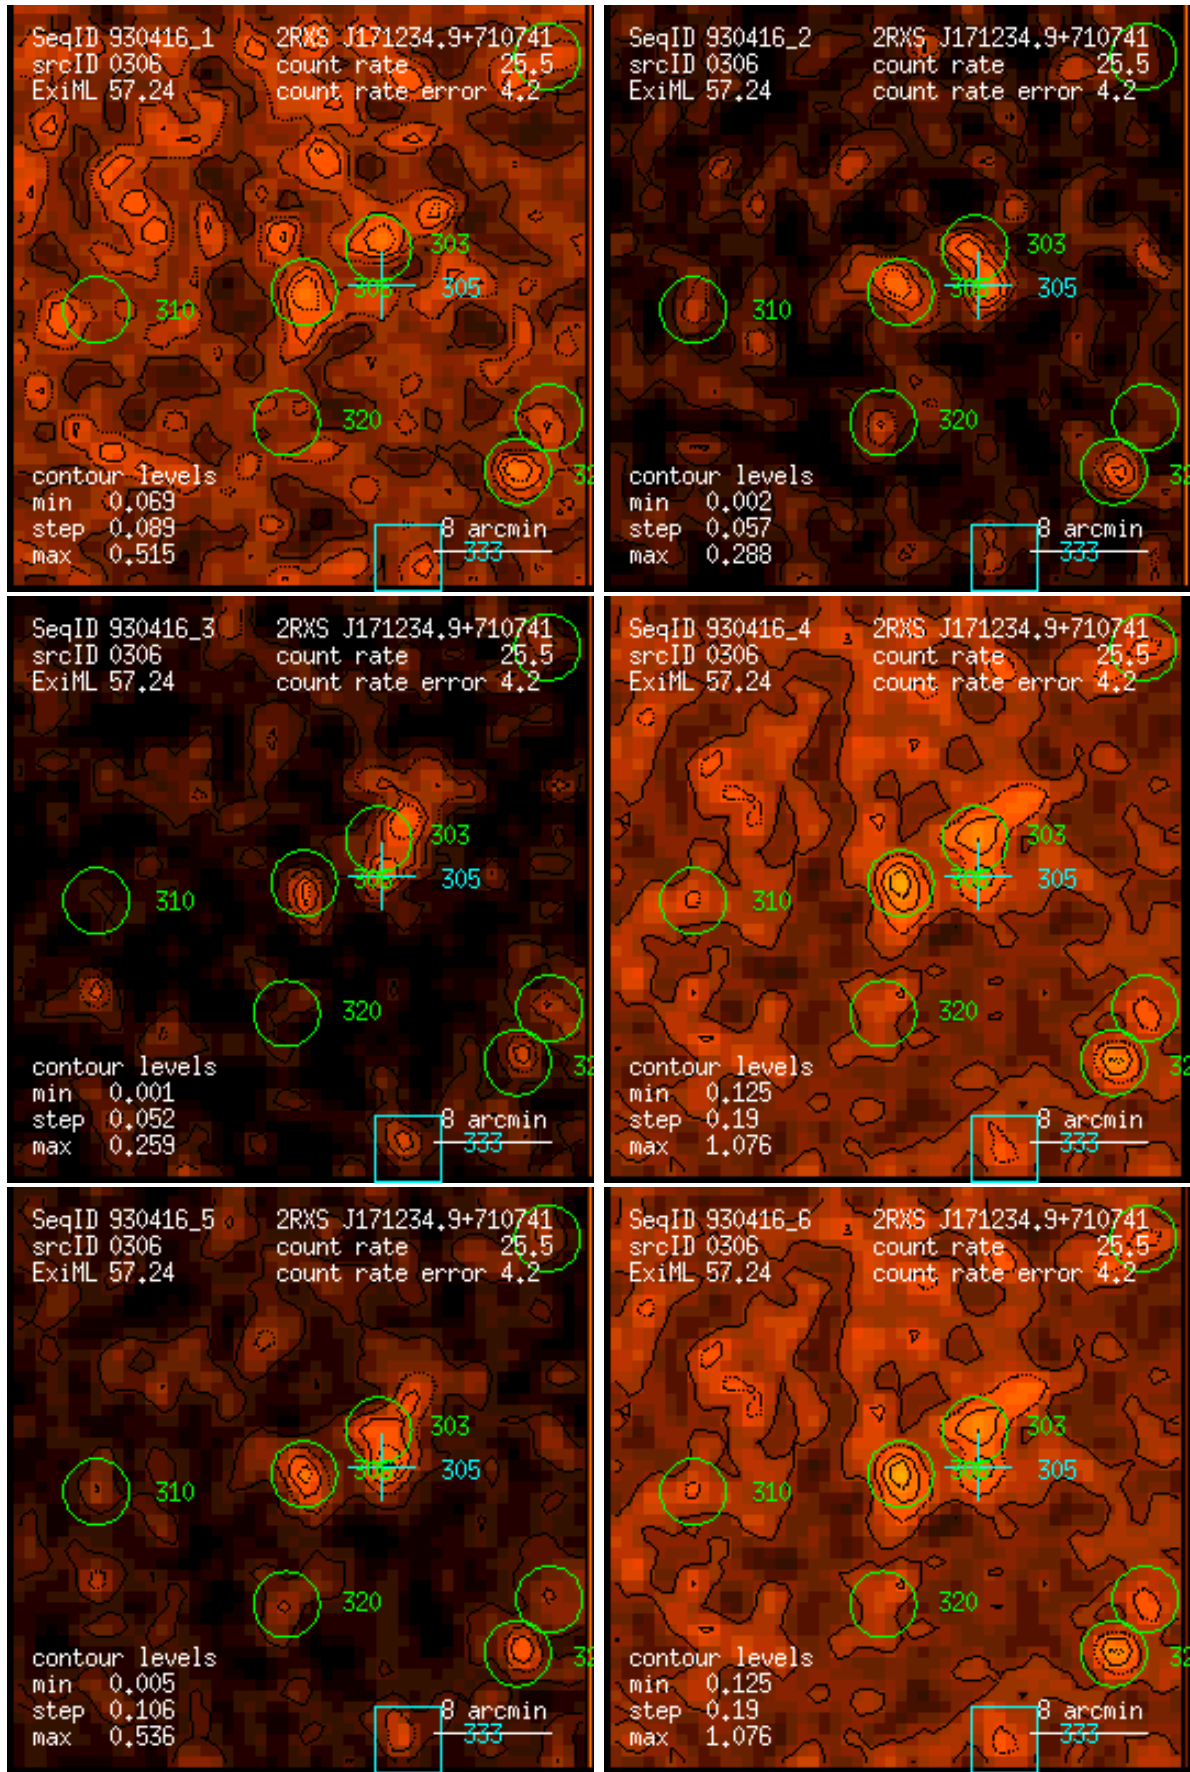 SeqID 930416_1 2RXS J171234.9+710741
srcID 0306 count rate 25.5
ExiML 57.24 count rate error 4.2
303
305
310
320
32
contour levels
min 0.069
step 0.089 8 arcmin
max 0.515 333
SeqID 930416_2 2RXS J171234.9+710741
srcID 0306 count rate 25.5
ExiML 57.24 count rate error 4.2
303
305
310
320
32
contour levels
min 0.002
step 0.057 8 arcmin
max 0.288 333
SeqID 930416_3 2RXS J171234.9+710741
srcID 0306 count rate 25.5
ExiML 57.24 count rate error 4.2
303
305
310
320
32
contour levels
min 0.001
step 0.052 8 arcmin
max 0.259 333
SeqID 930416_4 2RXS J171234.9+710741
srcID 0306 count rate 25.5
ExiML 57.24 count rate error 4.2
303
305
310
320
32
contour levels
min 0.125
step 0.19 8 arcmin
max 1.076 333
SeqID 930416_5 2RXS J171234.9+710741
srcID 0306 count rate 25.5
ExiML 57.24 count rate error 4.2
303
305
310
320
32
contour levels
min 0.005
step 0.106 8 arcmin
max 0.536 333
SeqID 930416_6 2RXS J171234.9+710741
srcID 0306 count rate 25.5
ExiML 57.24 count rate error 4.2
303
305
310
320
32
contour levels
min 0.125
step 0.19 8 arcmin
max 1.076 333